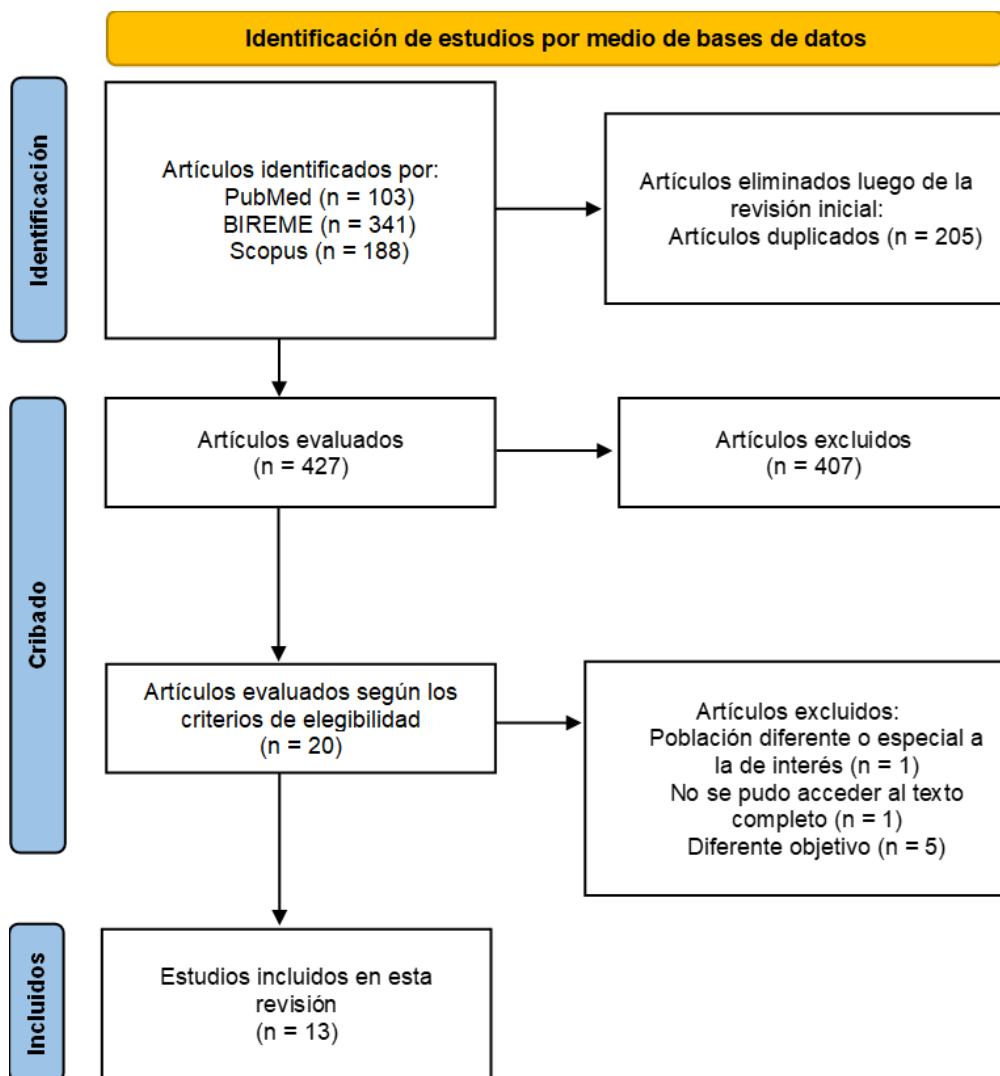 Identificación de estudios por medio de bases de datos
Identificación
Artículos identificados por:
PubMed (n = 103)
BIREME (n = 341)
Scopus (n = 188)
Artículos eliminados luego de la
revisión inicial:
Artículos duplicados (n = 205)
Cribado
Artículos evaluados
(n = 427)
Artículos excluidos
(n = 407)
Artículos evaluados según los
criterios de elegibilidad
(n = 20)
Artículos excluidos:
Población diferente o especial a
la de interés (n = 1)
No se pudo acceder al texto
completo (n = 1)
Diferente objetivo (n = 5)
Incluidos
Estudios incluidos en esta
revisión
(n = 13)